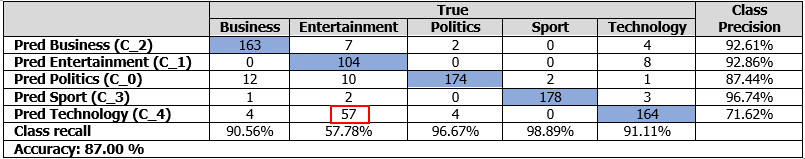 True Class Precision
Business Entertainment Politics Sport Technology
Pred Business (C_2) 163 7 2 0 4 92.61%
Pred Entertainment (C_1) 0 104 0 0 8 92.86%
Pred Politics (C_0) 12 10 174 2 1 87.44%
Pred Sport (C_3) 1 2 0 178 3 96.74%
Pred Technology (C_4) 4 57 4 0 164 71.62%
Class recall 90.56% 57.78% 96.67% 98.89% 91.11%
Accuracy: 87.00 %